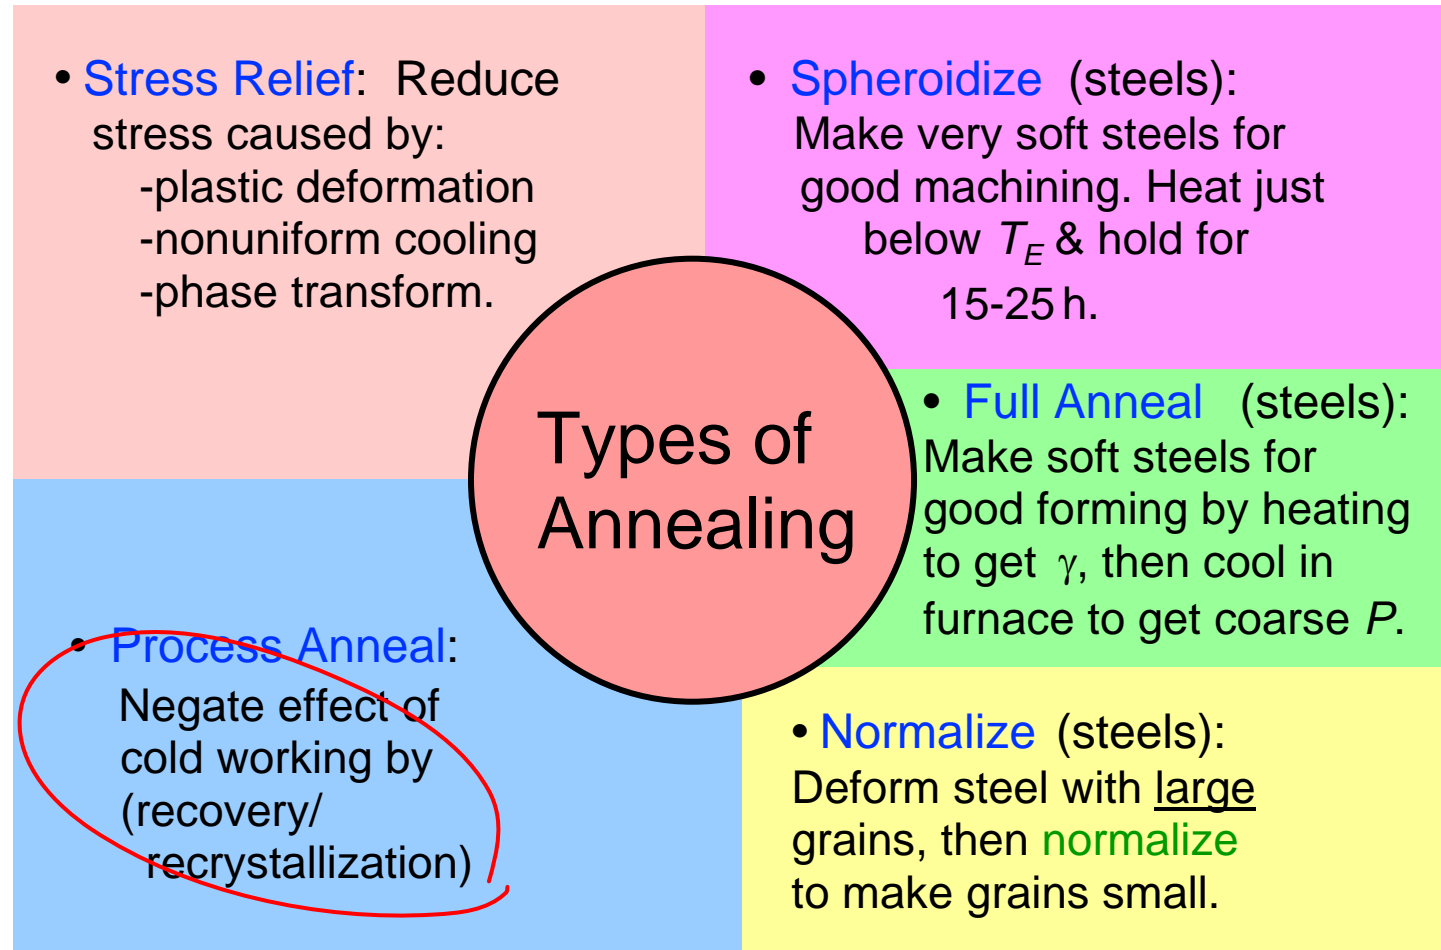 • Stress Relief: Reduce
stress caused by:
-plastic deformation
-nonuniform cooling
-phase transform.
• Spheroidize (steels):
Make very soft steels for
good machining. Heat just
below T_E & hold for
15-25 h.
Types of
Annealing
• Full Anneal (steels):
Make soft steels for
good forming by heating
to get γ, then cool in
furnace to get coarse P.
• Process Anneal:
Negate effect of
cold working by
(recovery/
recrystallization)
• Normalize (steels):
Deform steel with large
grains, then normalize
to make grains small.